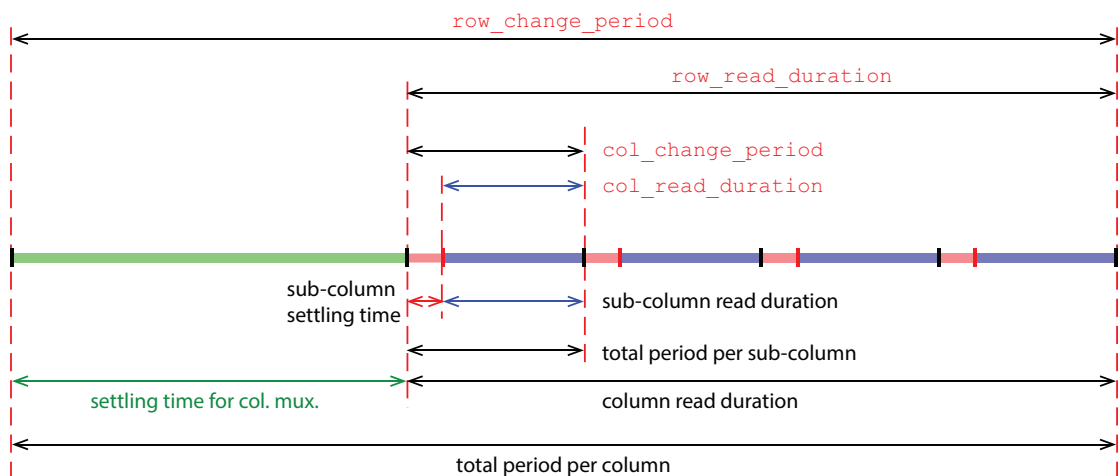 row_change_period
row_read_duration
col_change_period
col_read_duration
sub-column
settling time
sub-column read duration
total period per sub-column
settling time for col. mux.
column read duration
total period per column